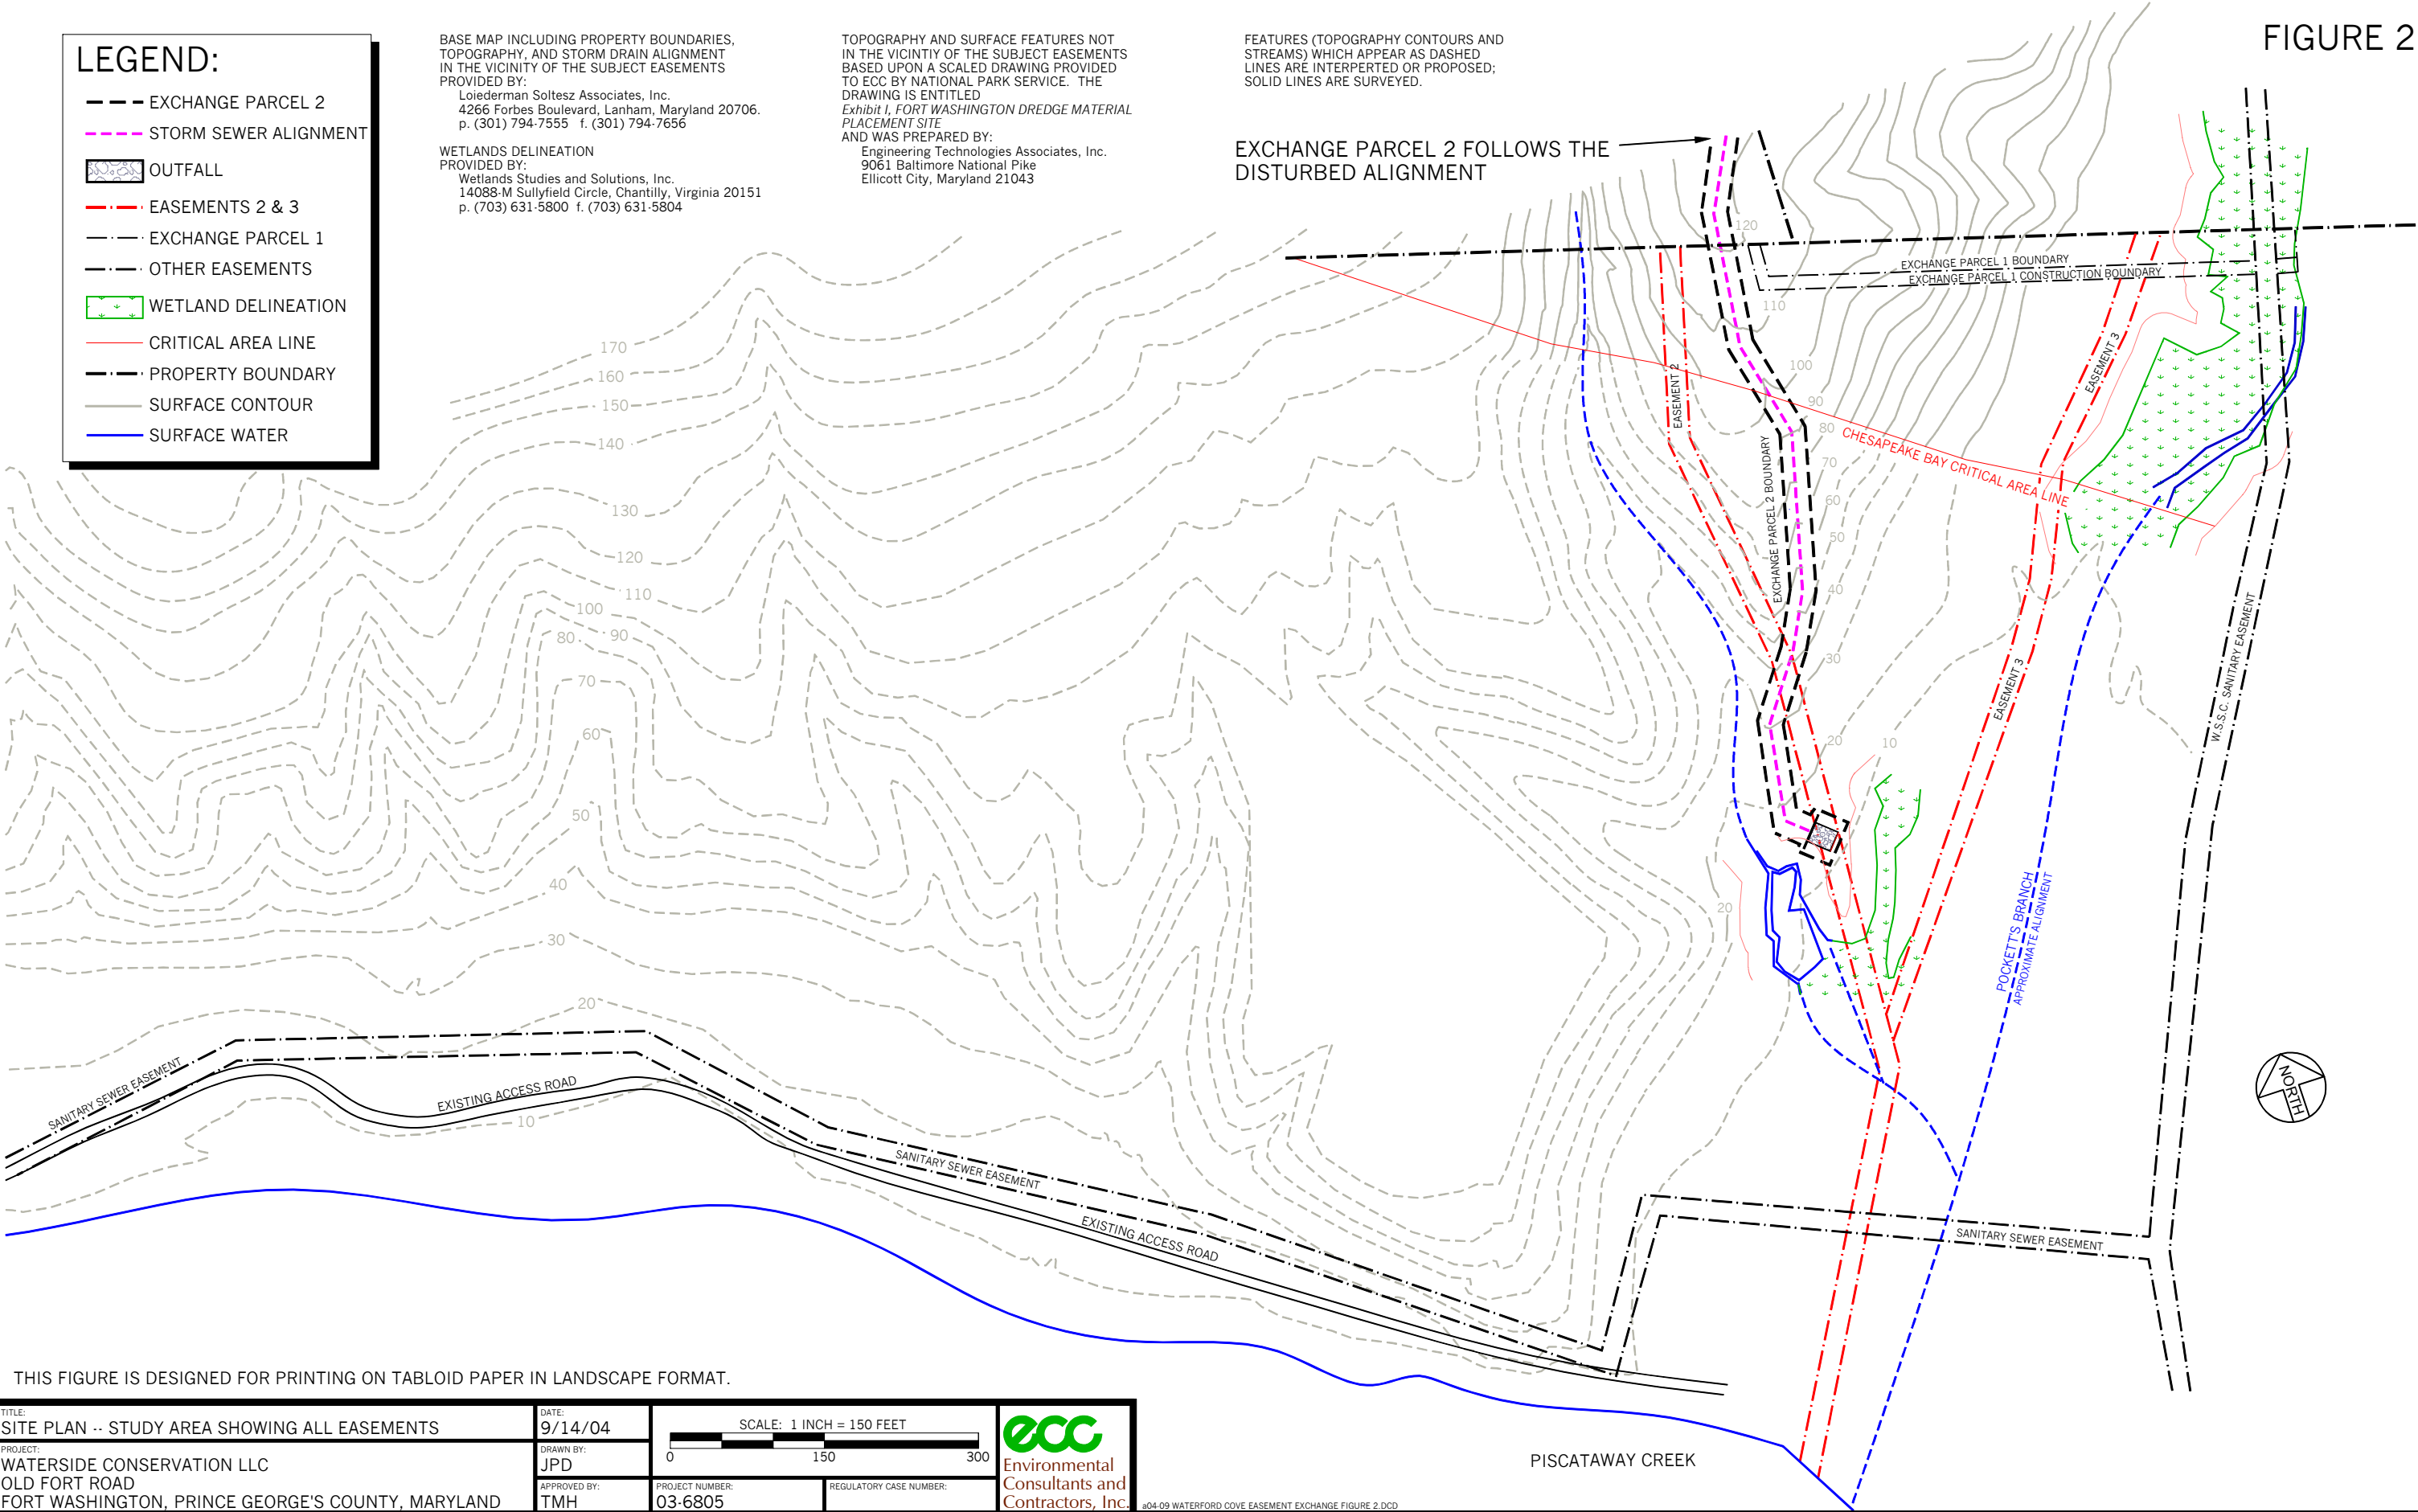 FIGURE 2
LEGEND:
EXCHANGE PARCEL 2
STORM SEWER ALIGNMENT
OUTFALL
EASEMENTS 2 & 3
EXCHANGE PARCEL 1
OTHER EASEMENTS
WETLAND DELINEATION
CRITICAL AREA LINE
PROPERTY BOUNDARY
SURFACE CONTOUR
SURFACE WATER
BASE MAP INCLUDING PROPERTY BOUNDARIES,
TOPOGRAPHY, AND STORM DRAIN ALIGNMENT
IN THE VICINITY OF THE SUBJECT EASEMENTS
PROVIDED BY:
Loiederman Soltesz Associates, Inc.
4266 Forbes Boulevard, Lanham, Maryland 20706.
p. (301) 794-7555 f. (301) 794-7656
WETLANDS DELINEATION
PROVIDED BY:
Wetlands Studies and Solutions, Inc.
14088-M Sullyfield Circle, Chantilly, Virginia 20151
p. (703) 631-5800 f. (703) 631-5804
TOPOGRAPHY AND SURFACE FEATURES NOT
IN THE VICINTIY OF THE SUBJECT EASEMENTS
BASED UPON A SCALED DRAWING PROVIDED
TO ECC BY NATIONAL PARK SERVICE. THE
DRAWING IS ENTITLED
Exhibit I, FORT WASHINGTON DREDGE MATERIAL
PLACEMENT SITE
AND WAS PREPARED BY:
Engineering Technologies Associates, Inc.
9061 Baltimore National Pike
Ellicott City, Maryland 21043
FEATURES (TOPOGRAPHY CONTOURS AND
STREAMS) WHICH APPEAR AS DASHED
LINES ARE INTERPERTED OR PROPOSED;
SOLID LINES ARE SURVEYED.
EXCHANGE PARCEL 2 FOLLOWS THE
DISTURBED ALIGNMENT
120
EXCHANGE PARCEL 1 BOUNDARY
EXCHANGE PARCEL 1 CONSTRUCTION BOUNDARY
110
100
90
80
70
60
50
40
30
20
10
20
EASEMENT 2
EXCHANGE PARCEL 2 BOUNDARY
CHESAPEAKE BAY CRITICAL AREA LINE
EASEMENT 3
EASEMENT 3
W.S.S.C. SANITARY EASEMENT
POCKETT'S BRANCH
APPROXIMATE ALIGNMENT
170
160
150
140
130
120
110
100
90
80
70
60
50
40
30
20
10
SANITARY SEWER EASEMENT
EXISTING ACCESS ROAD
SANITARY SEWER EASEMENT
EXISTING ACCESS ROAD
SANITARY SEWER EASEMENT
NORTH
PISCATAWAY CREEK
THIS FIGURE IS DESIGNED FOR PRINTING ON TABLOID PAPER IN LANDSCAPE FORMAT.
TITLE:
SITE PLAN -- STUDY AREA SHOWING ALL EASEMENTS
PROJECT:
WATERSIDE CONSERVATION LLC
OLD FORT ROAD
FORT WASHINGTON, PRINCE GEORGE'S COUNTY, MARYLAND
DATE:
9/14/04
DRAWN BY:
JPD
APPROVED BY:
TMH
SCALE: 1 INCH = 150 FEET
0 150 300
PROJECT NUMBER:
03-6805
REGULATORY CASE NUMBER:
ecc
Environmental
Consultants and
Contractors, Inc.
a04-09 WATERFORD COVE EASEMENT EXCHANGE FIGURE 2.DCD